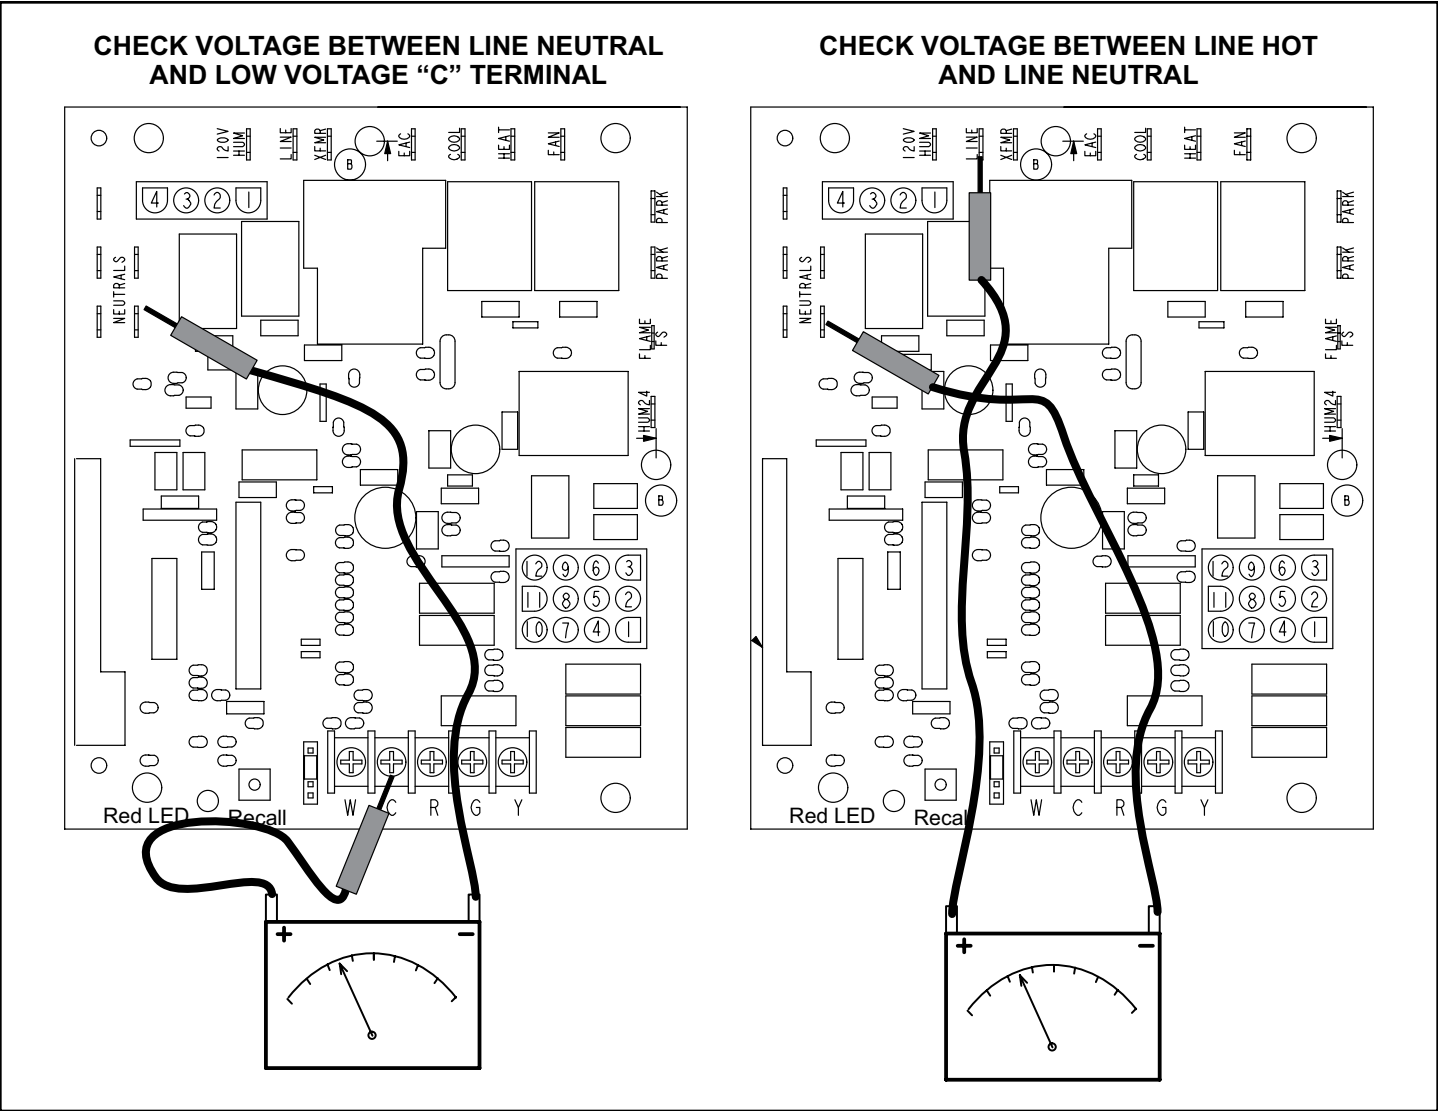 CHECK VOLTAGE BETWEEN LINE NEUTRAL
AND LOW VOLTAGE “C” TERMINAL
120V
HUM
LINE
XFMR
B
EAC
COOL
HEAT
FAN
4 3 2 1
PARK
PARK
NEUTRALS
FLAME
FS
HUM24
B
12 9 6 3
11 8 5 2
10 7 4 1
W C R G Y
Red LED
Recall
+ −
CHECK VOLTAGE BETWEEN LINE HOT
AND LINE NEUTRAL
120V
HUM
LINE
XFMR
B
EAC
COOL
HEAT
FAN
4 3 2 1
PARK
PARK
NEUTRALS
FLAME
FS
HUM24
B
12 9 6 3
11 8 5 2
10 7 4 1
W C R G Y
Red LED
Recall
+ −